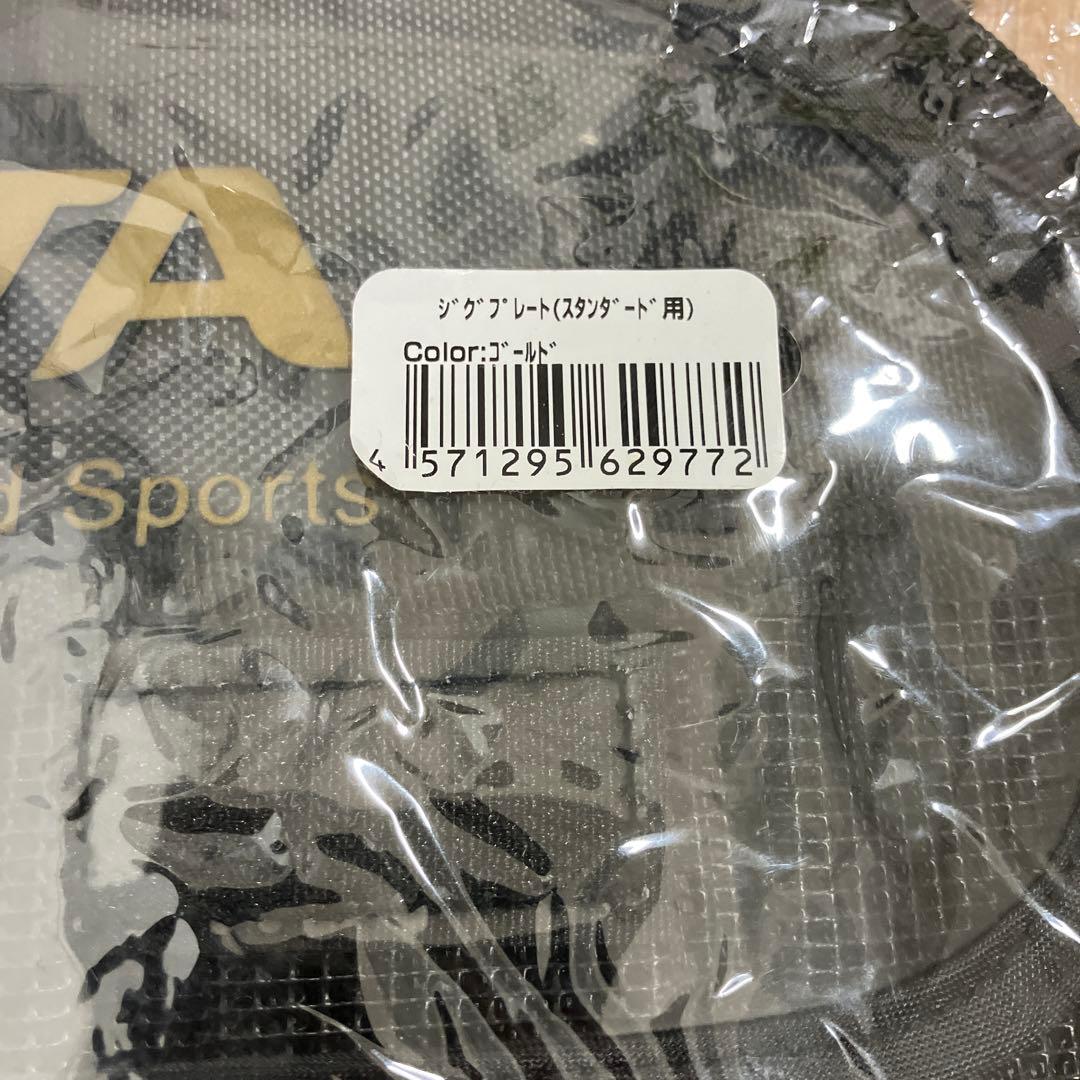 TA
d Sports
ｼﾞｸﾞﾌﾟﾚｰﾄ(ｽﾀﾝﾀﾞｰﾄﾞ用)
Color:ｺﾞｰﾙﾄﾞ
4 571295 629772